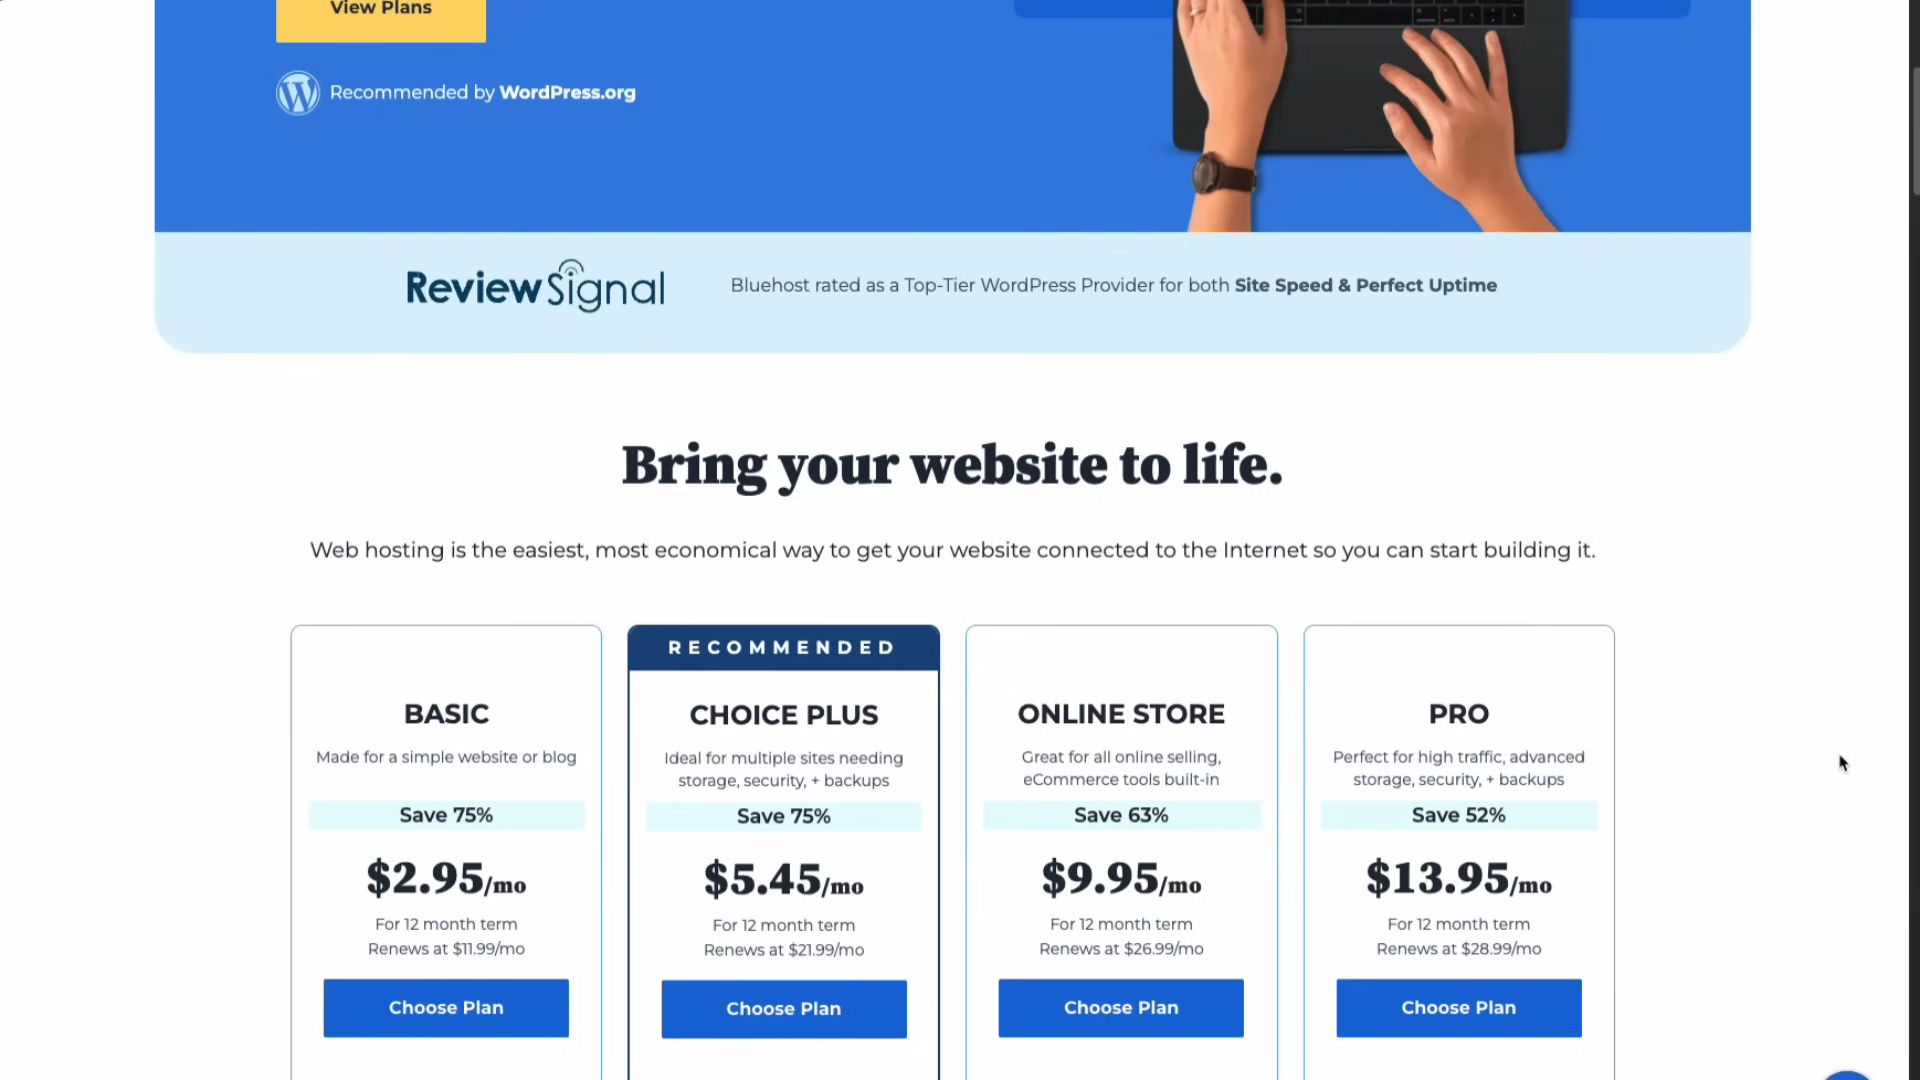 View Plans
Recommended by WordPress.org
ReviewSignal
Bluehost rated as a Top-Tier WordPress Provider for both Site Speed & Perfect Uptime
Bring your website to life.
Web hosting is the easiest, most economical way to get your website connected to the Internet so you can start building it.
BASIC
Made for a simple website or blog
Save 75%
$2.95/mo
For 12 month term
Renews at $11.99/mo
Choose Plan
RECOMMENDED
CHOICE PLUS
Ideal for multiple sites needing
storage, security, + backups
Save 75%
$5.45/mo
For 12 month term
Renews at $21.99/mo
Choose Plan
ONLINE STORE
Great for all online selling,
eCommerce tools built-in
Save 63%
$9.95/mo
For 12 month term
Renews at $26.99/mo
Choose Plan
PRO
Perfect for high traffic, advanced
storage, security, + backups
Save 52%
$13.95/mo
For 12 month term
Renews at $28.99/mo
Choose Plan